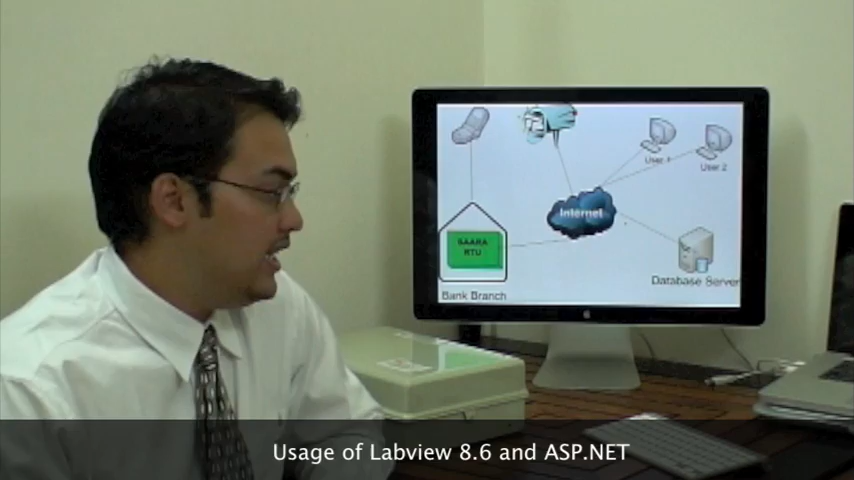 User 1
User 2
Internet
SAARA
RTU
Database Server
Bank Branch
Usage of Labview 8.6 and ASP.NET